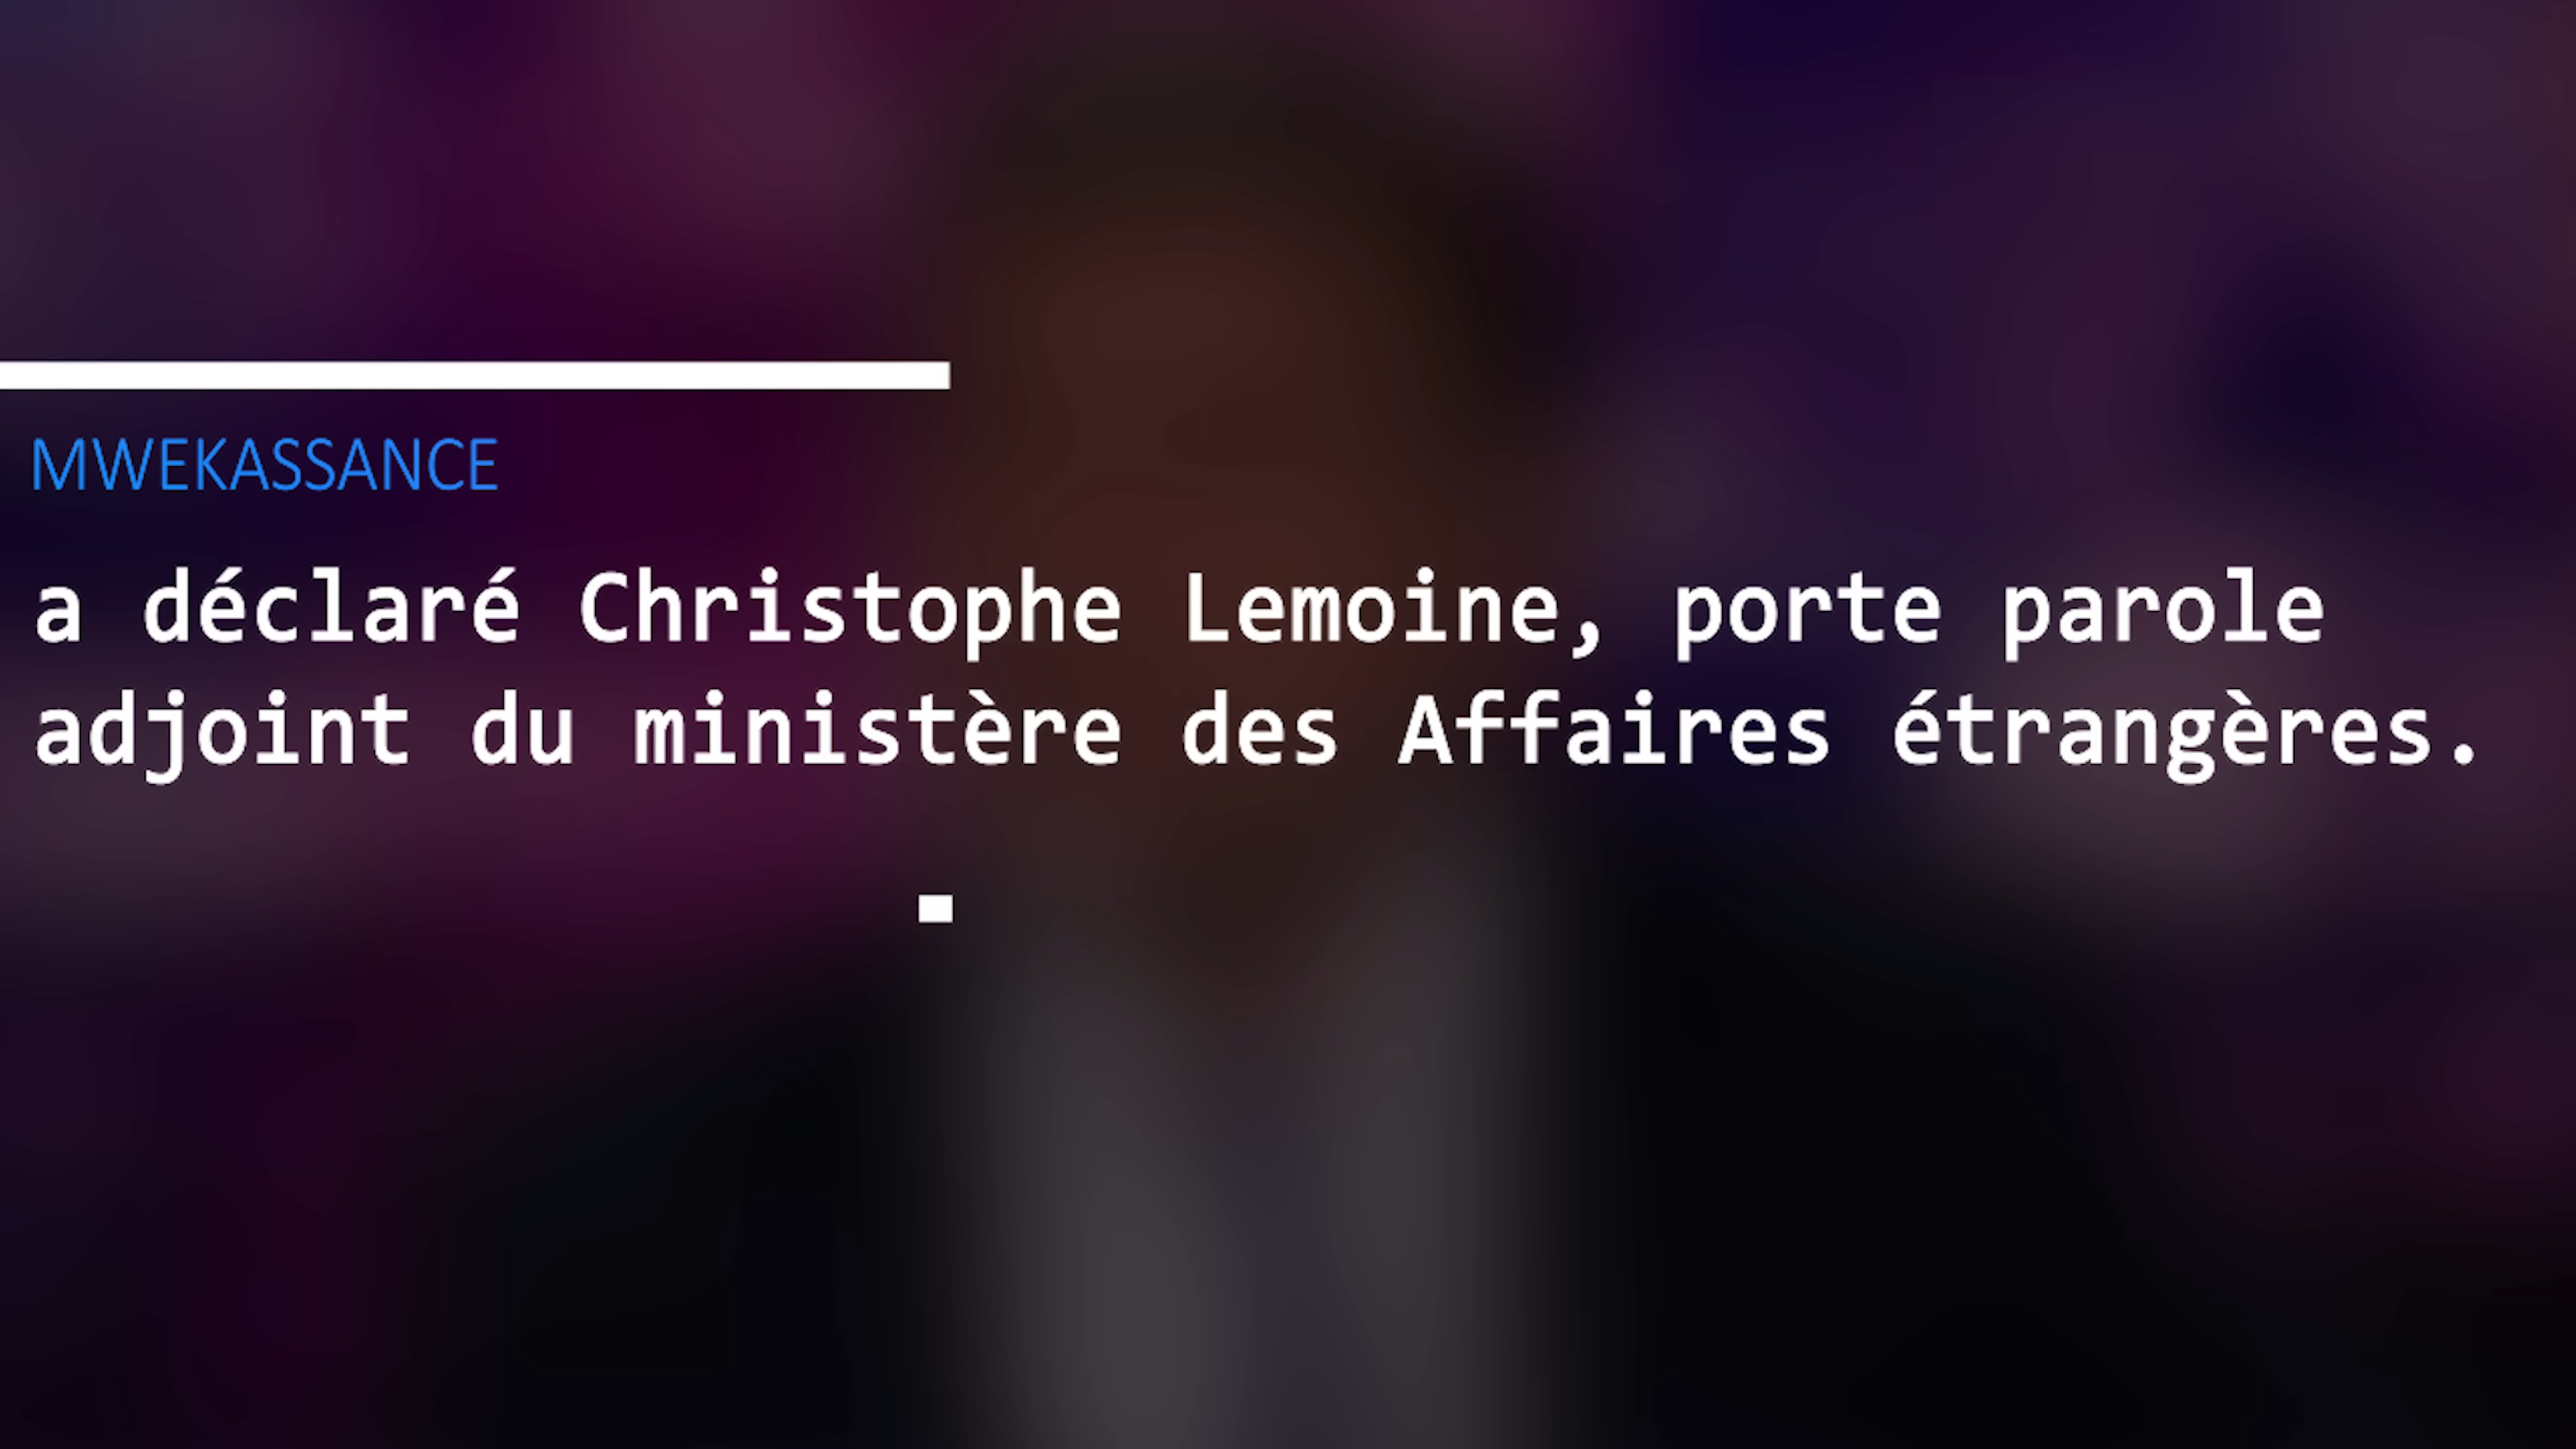 MWEKASSANCE
a déclaré Christophe Lemoine, porte parole
adjoint du ministère des Affaires étrangères.